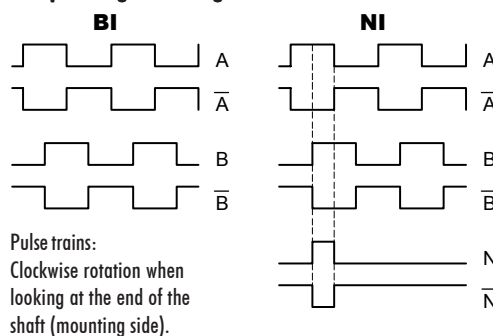 BI
NI
A
A
A
A
B
B
B
B
N
N
Pulse trains:
Clockwise rotation when
looking at the end of the
shaft (mounting side).